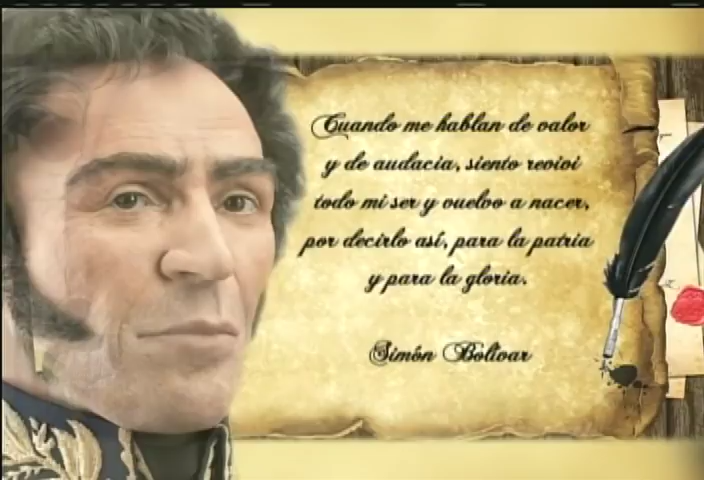 Cuando me hablan de valor
y de audacia, siento revivi
todo mi ser y vuelvo a nacer,
por decirlo así, para la patria
y para la gloria.
Simón Bolívar